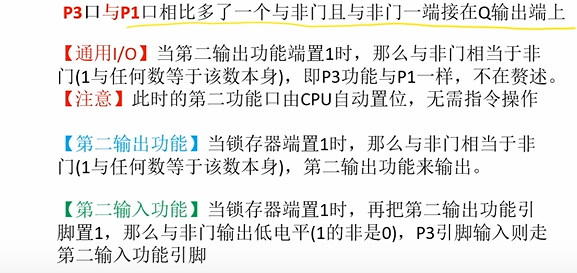 P3口与P1口相比多了一个与非门且与非门一端接在Q输出端上
【通用I/O】当第二输出功能端置1时，那么与非门相当于非
门(1与任何数等于该数本身)，即P3功能与P1一样，不在赘述。
【注意】此时的第二功能口由CPU自动置位，无需指令操作
【第二输出功能】当锁存器端置1时，那么与非门相当于非
门(1与任何数等于该数本身)，第二输出功能来输出。
【第二输入功能】当锁存器端置1时，再把第二输出功能引
脚置1，那么与非门输出低电平(1的非是0)，P3引脚输入则走
第二输入功能引脚